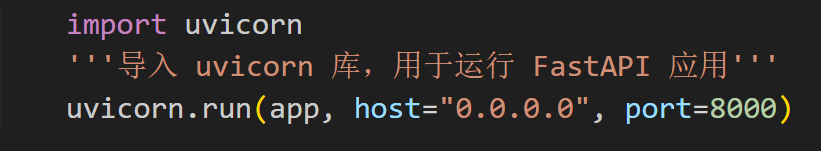 import uvicorn
'''导入 uvicorn 库，用于运行 FastAPI 应用'''
uvicorn.run(app, host="0.0.0.0", port=8000)